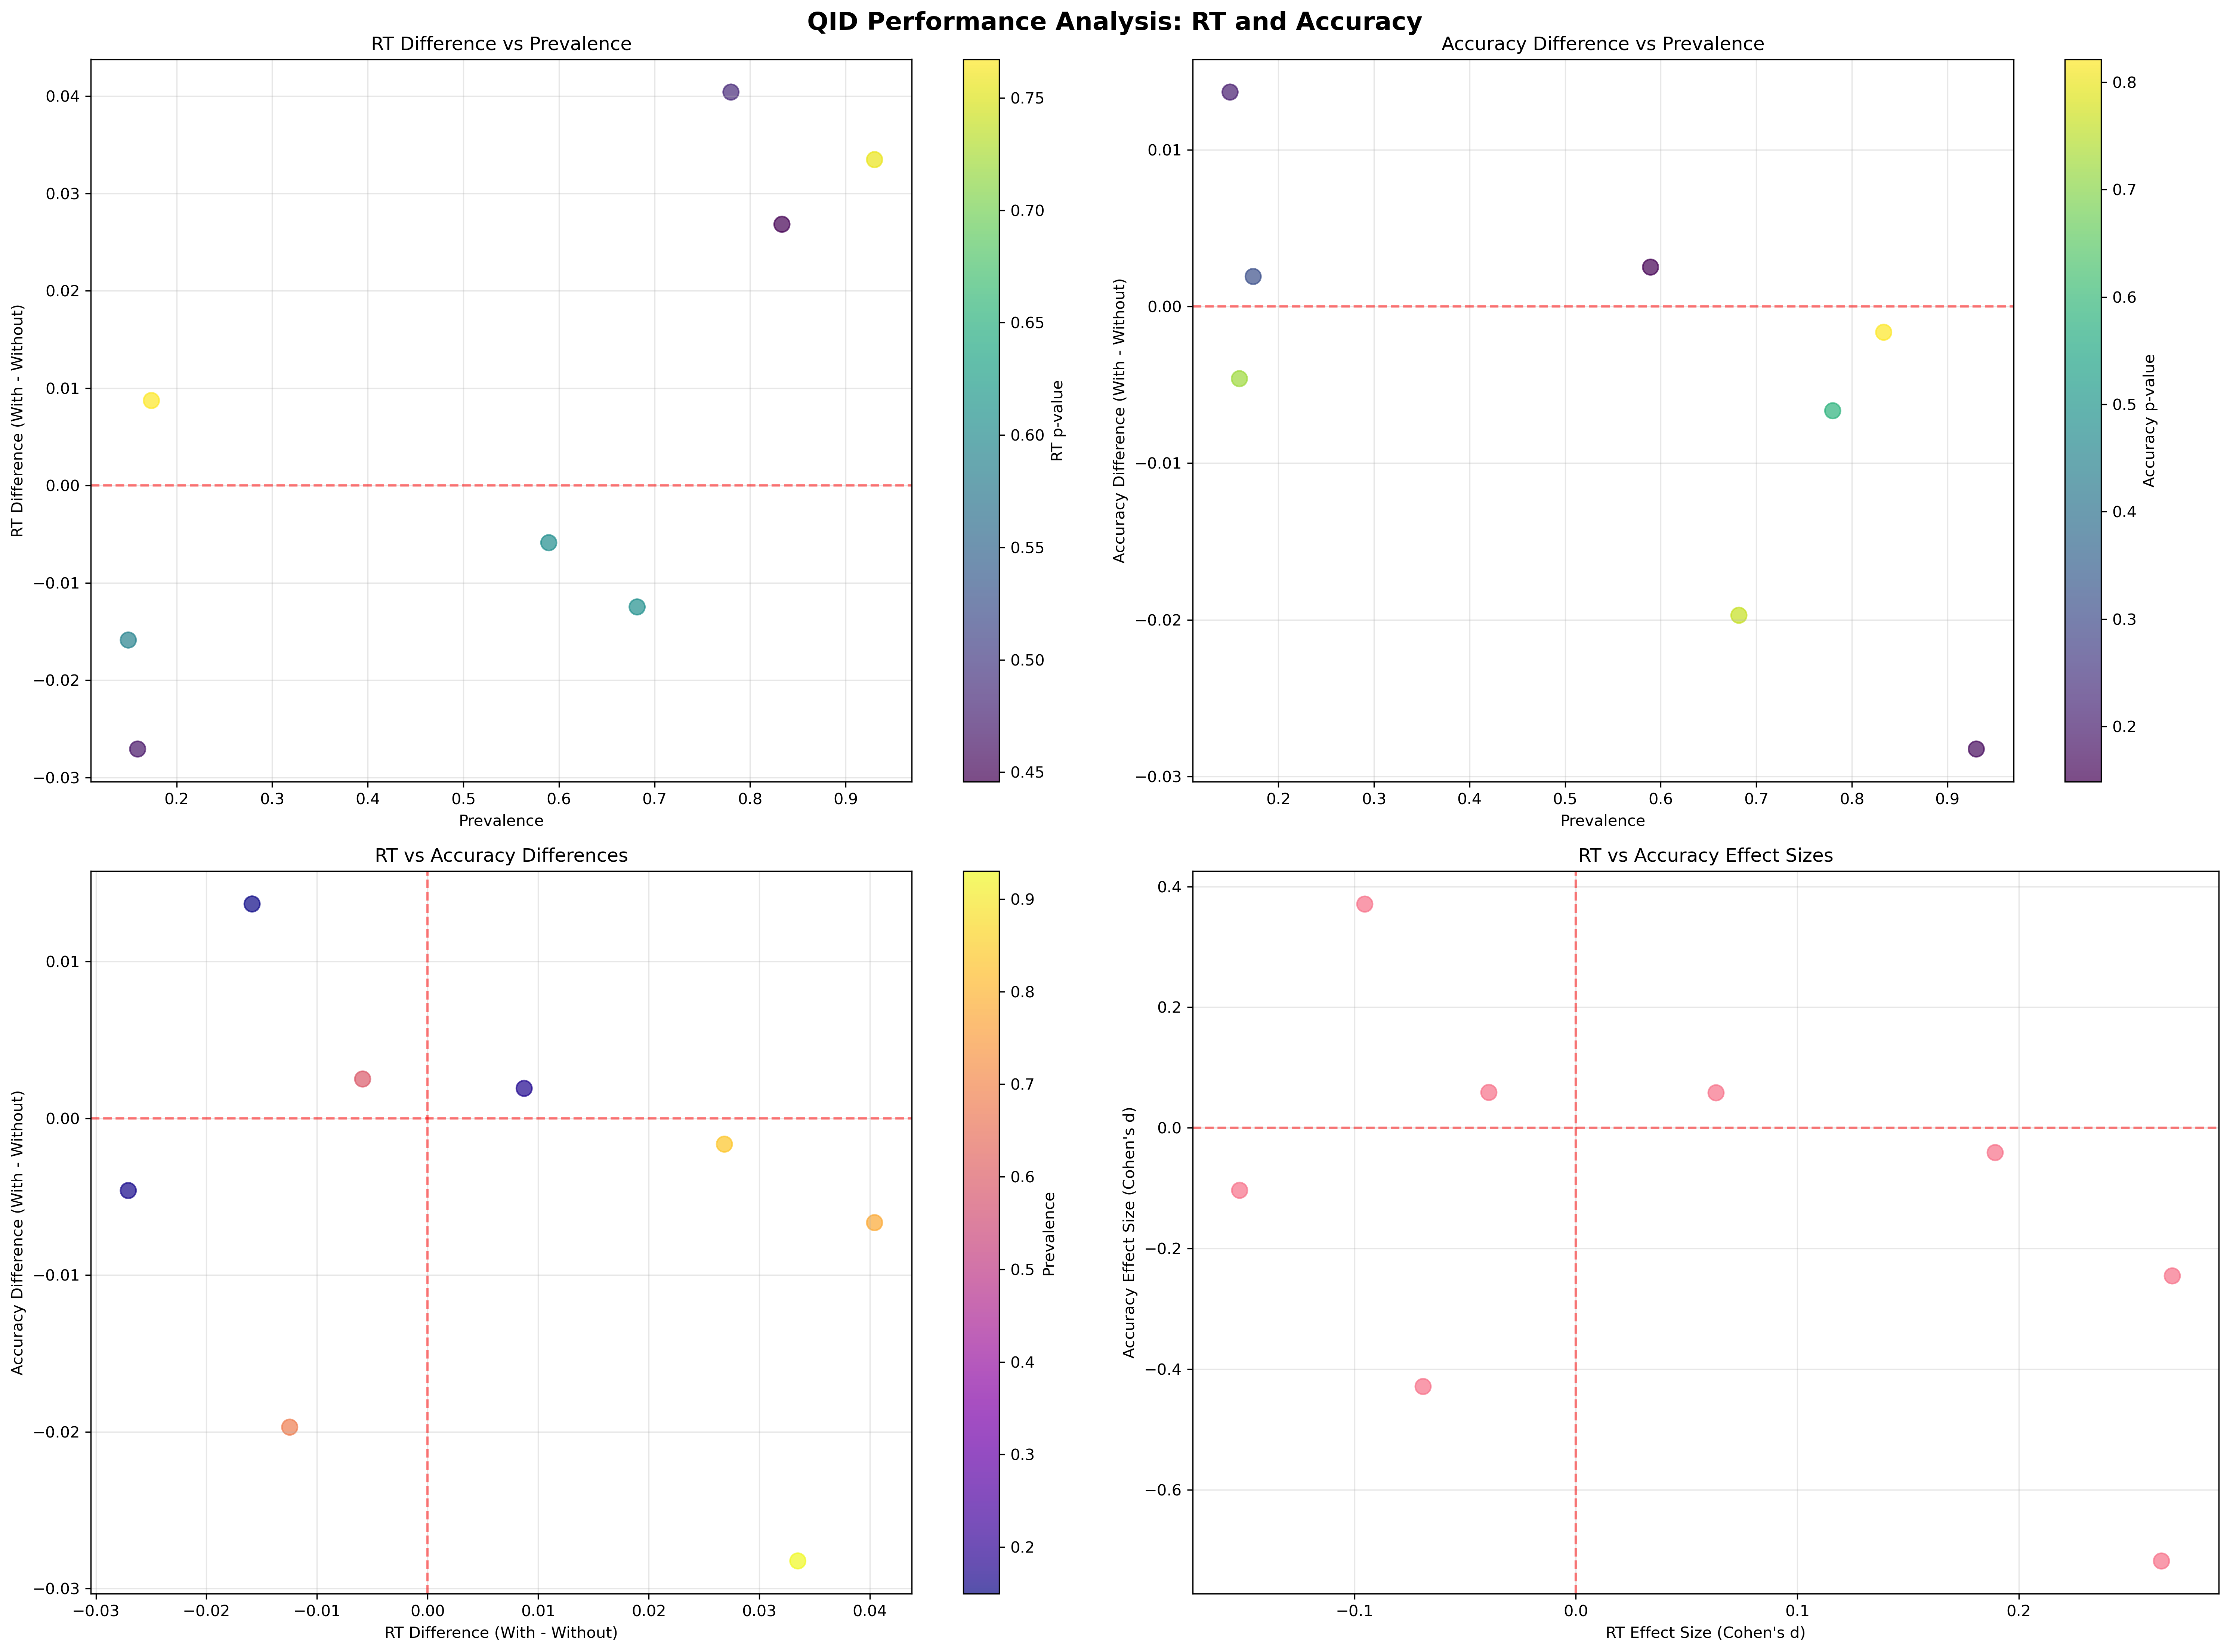 QID Performance Analysis: RT and Accuracy
RT Difference vs Prevalence
0.04
0.03
0.02
0.01
0.00
−0.01
−0.02
−0.03
RT Difference (With - Without)
0.2 0.3 0.4 0.5 0.6 0.7 0.8 0.9
Prevalence
0.75
0.70
0.65
0.60
0.55
0.50
0.45
RT p-value
Accuracy Difference vs Prevalence
0.01
0.00
−0.01
−0.02
−0.03
Accuracy Difference (With - Without)
0.2 0.3 0.4 0.5 0.6 0.7 0.8 0.9
Prevalence
0.8
0.7
0.6
0.5
0.4
0.3
0.2
Accuracy p-value
RT vs Accuracy Differences
0.01
0.00
−0.01
−0.02
−0.03
Accuracy Difference (With - Without)
−0.03 −0.02 −0.01 0.00 0.01 0.02 0.03 0.04
RT Difference (With - Without)
0.9
0.8
0.7
0.6
0.5
0.4
0.3
0.2
Prevalence
RT vs Accuracy Effect Sizes
0.4
0.2
0.0
−0.2
−0.4
−0.6
Accuracy Effect Size (Cohen's d)
−0.1 0.0 0.1 0.2
RT Effect Size (Cohen's d)